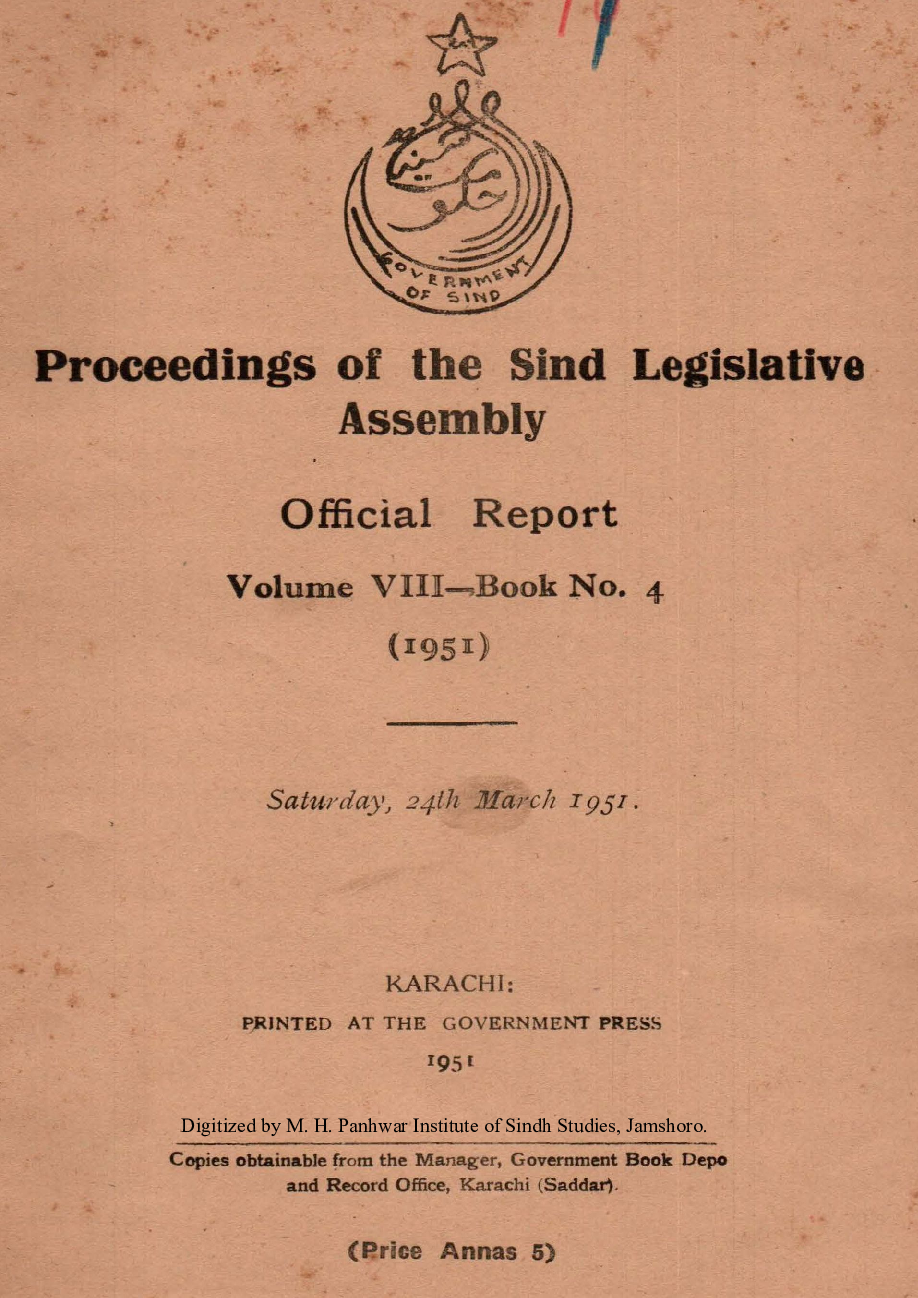 حکومت سنڌ
GOVERNMENT
OF SIND
Proceedings of the Sind Legislative
Assembly
Official Report
Volume VIII—Book No. 4
(1951)
Saturday, 24th March 1951.
KARACHI:
PRINTED AT THE GOVERNMENT PRESS
1951
Digitized by M. H. Panhwar Institute of Sindh Studies, Jamshoro.
Copies obtainable from the Manager, Government Book Depo
and Record Office, Karachi (Saddar).
(Price Annas 5)